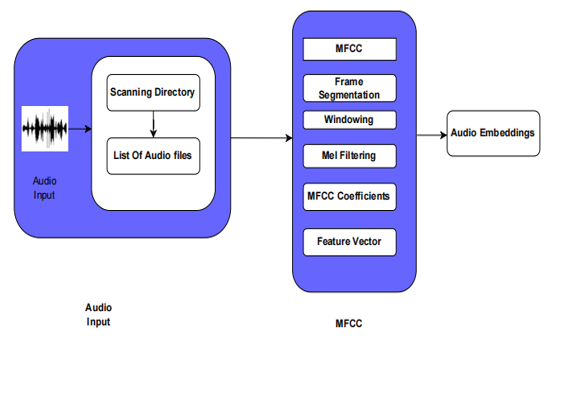 Scanning Directory
List Of Audio files
Audio
Input
Audio
Input
MFCC
Frame
Segmentation
Windowing
Mel Filtering
MFCC Coefficients
Feature Vector
MFCC
Audio Embeddings